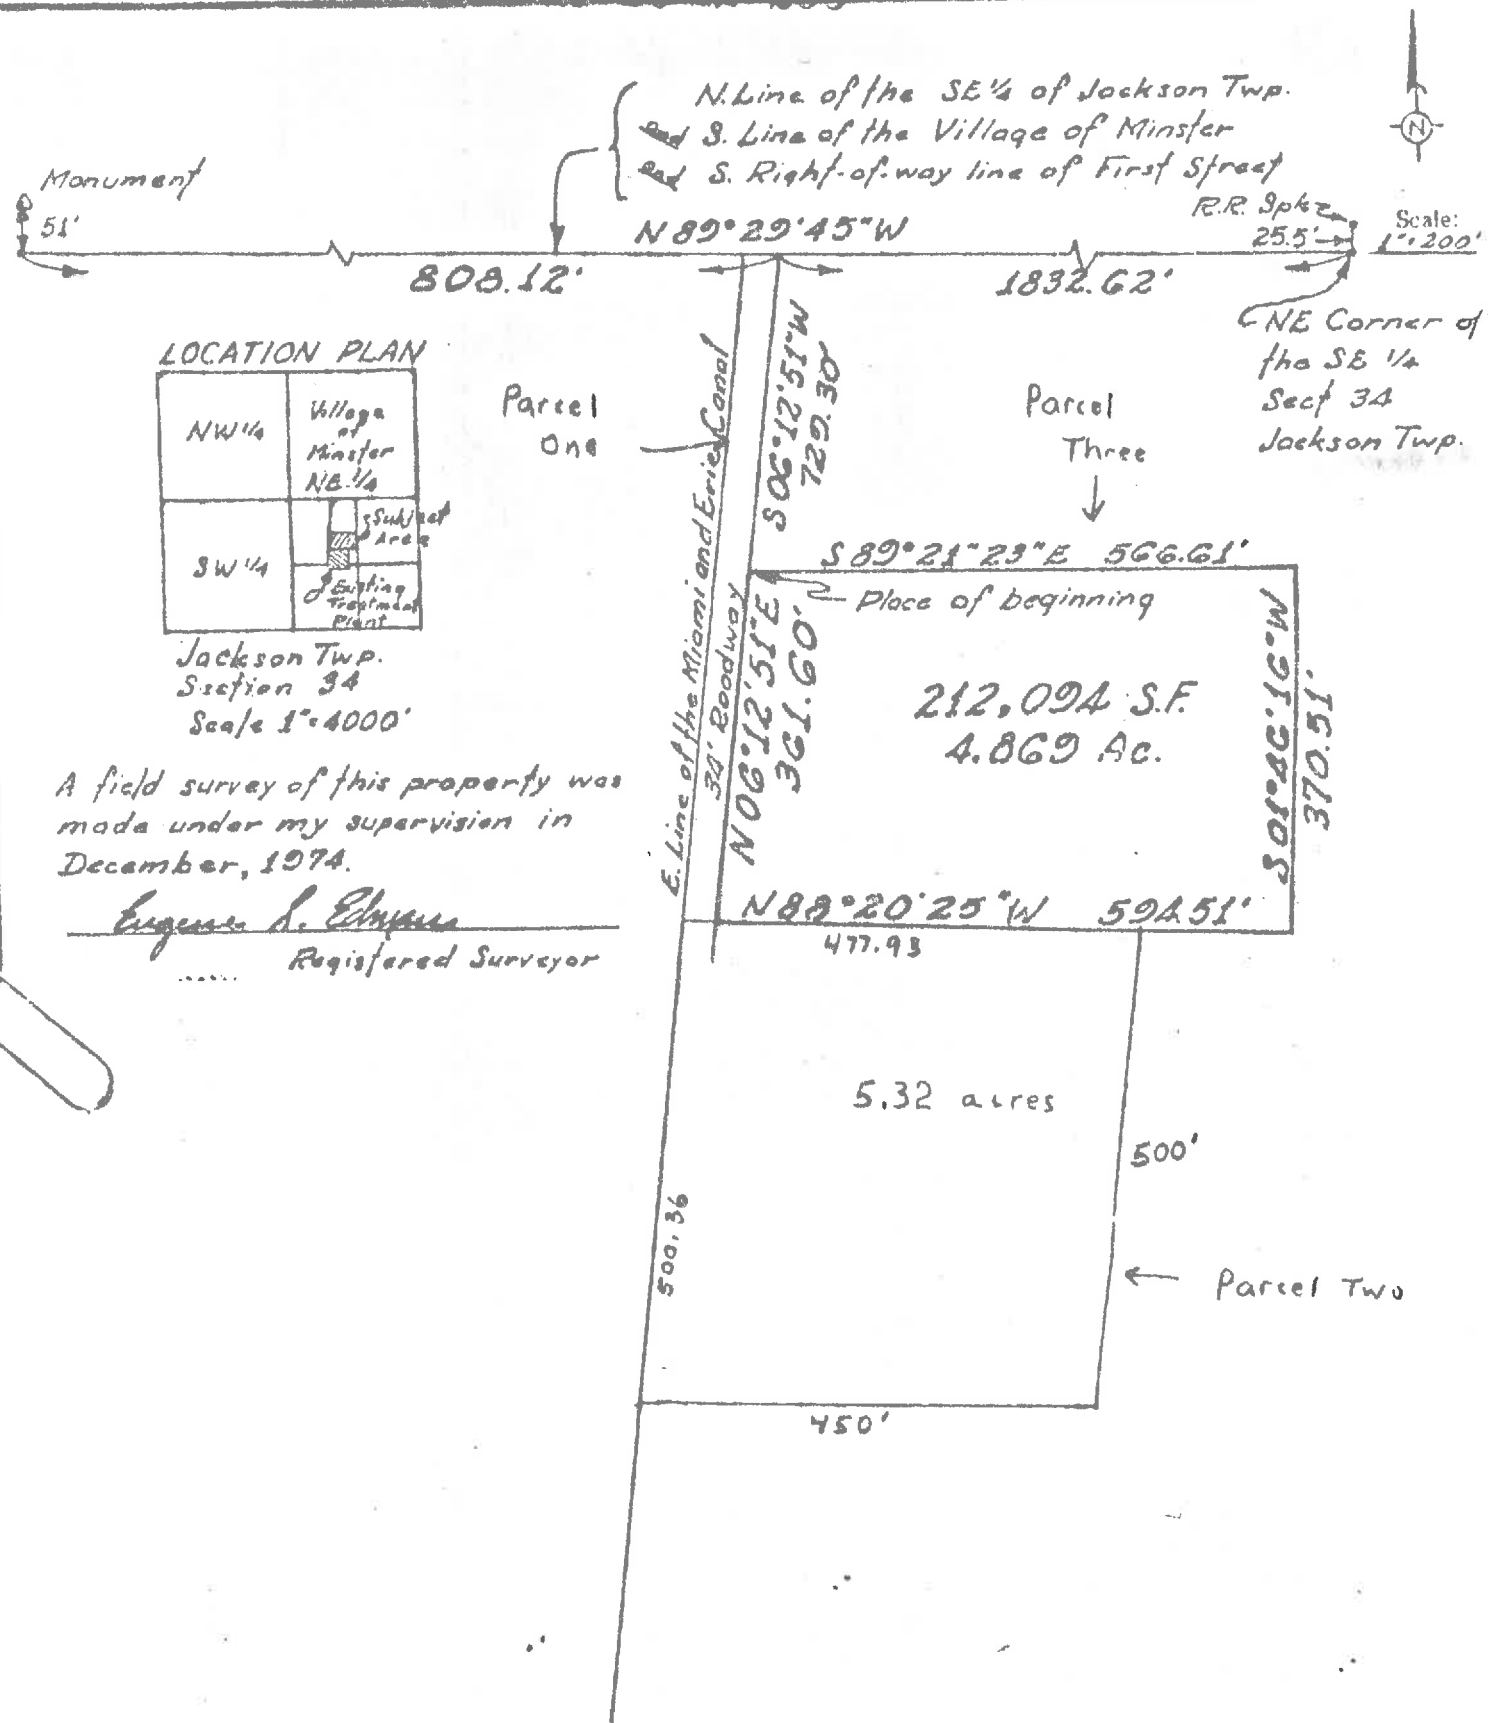 N. Line of the SE 1/4 of Jackson Twp.
and S. Line of the Village of Minster
and S. Right-of-way line of First Street
N
Monument
51'
N 89° 29' 45" W
R.R. Spke
25.5'
Scale:
1" = 200'
808.12'
1832.62'
NE Corner of
the SE 1/4
Sect 34
Jackson Twp.
LOCATION PLAN
NW 1/4
Village
of
Minster
NE 1/4
Subject
Area
SW 1/4
Existing
Treatment
Plant
Jackson Twp.
Section 34
Scale 1" = 4000'
Parcel
One
E. Line of the Miami and Erie Canal
34' Roadway
S 06° 12' 51" W
729.30'
Parcel
Three
S 89° 21" 23" E 566.61'
Place of beginning
N 06° 12' 51" E
361.60'
212,094 S.F.
4.869 Ac.
S 01° 46' 16" W
370.51'
N 88° 20' 25" W 594.51'
477.93
A field survey of this property was
made under my supervision in
December, 1974.
Eugene L.
Registered Surveyor
5.32 acres
500'
500.36
Parcel Two
450'